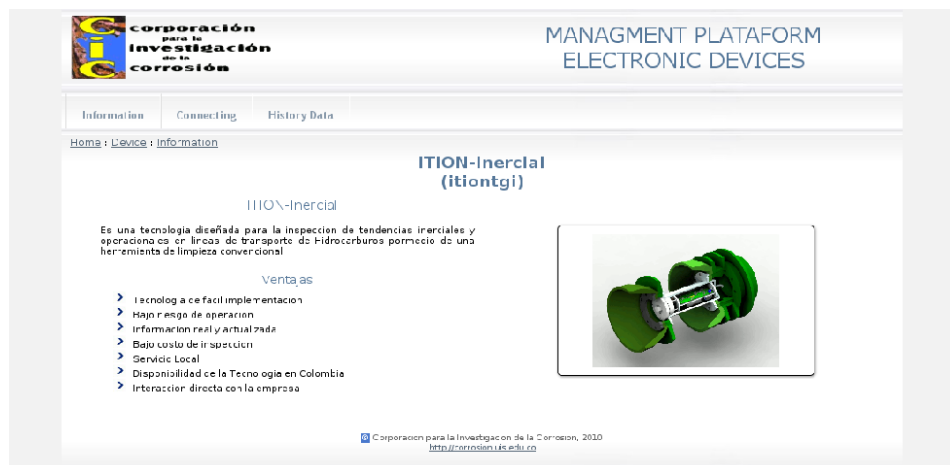 corporación
para la
investigación
de la
corrosión
MANAGMENT PLATAFORM
ELECTRONIC DEVICES
Information Connecting History Data
Home : Device : Information
ITION-Inercial
(itiontgi)
ITION-Inercial
Es una tecnologia diseñada para la inspeccion de tendencias inerciales y
operacionales en lineas de transporte de Hidrocarburos pormedio de una
herramienta de limpieza convencional
Ventajas
Tecnologia de facil implementacion
Bajo riesgo de operacion
Informacion real y actualizada
Bajo costo de inspeccion
Servicio Local
Disponibilidad de la Tecnologia en Colombia
Interaccion directa con la empresa
© Corporacion para la Investigacion de la Corrosion, 2010
http://corrosion.uis.edu.co